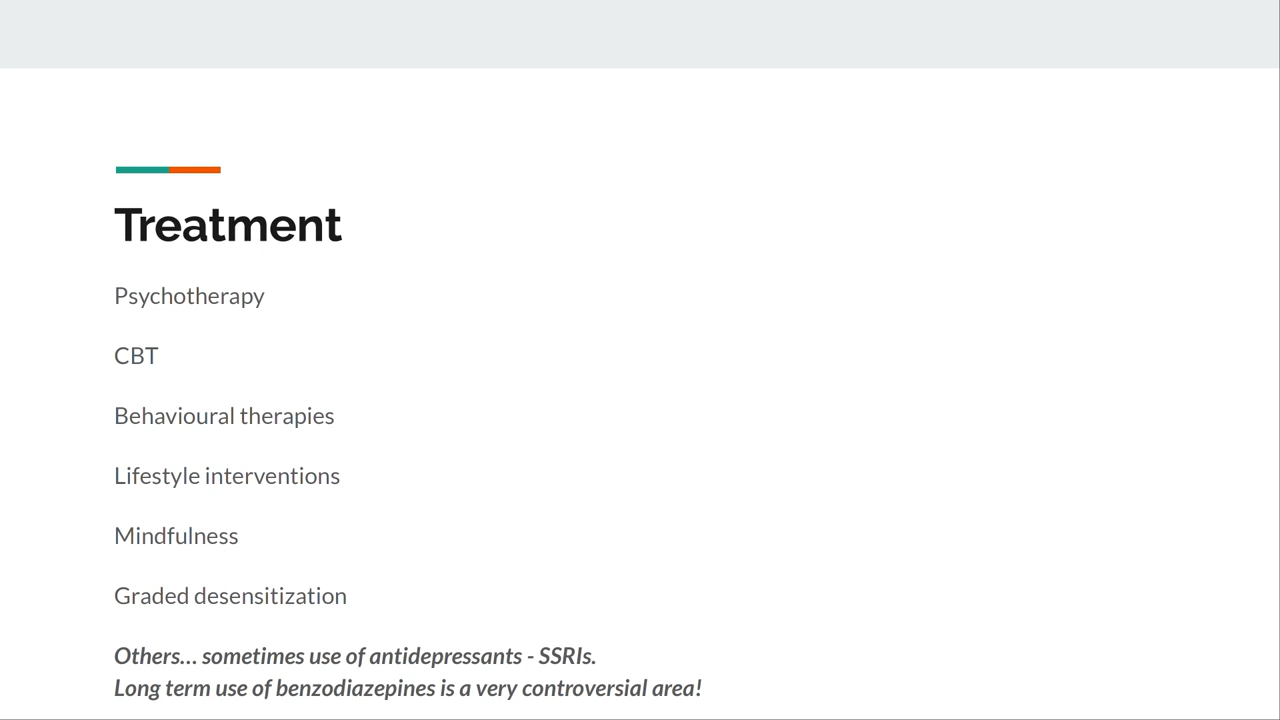 Treatment
Psychotherapy
CBT
Behavioural therapies
Lifestyle interventions
Mindfulness
Graded desensitization
Others... sometimes use of antidepressants - SSRIs.
Long term use of benzodiazepines is a very controversial area!